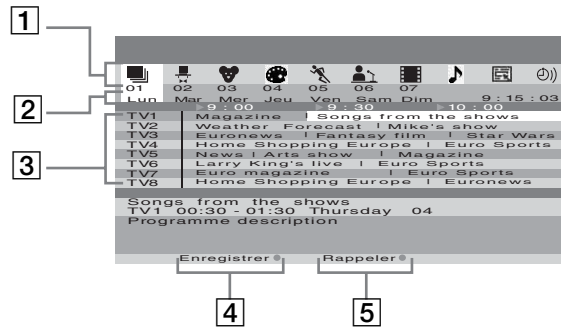 1
01 02 03 04 05 06 07
2
Lun Mar Mer Jeu Ven Sam Dim 9 : 15 : 03
9 : 00 9 : 30 10 : 00
TV1 Magazine | Songs from the shows
TV2 Weather Forecast | Mike's show
TV3 Euronews | Fantasy film | Star Wars
3
TV4 Home Shopping Europe | Euro Sports
TV5 News | Arts show | Magazine
TV6 Larry King's live | Euro Sports
TV7 Euro magazine | Euro Sports
TV8 Home Shopping Europe | Euronews
Songs from the shows
TV1 00:30 - 01:30 Thursday 04
Programme description
Enregistrer Rappeler
4 5